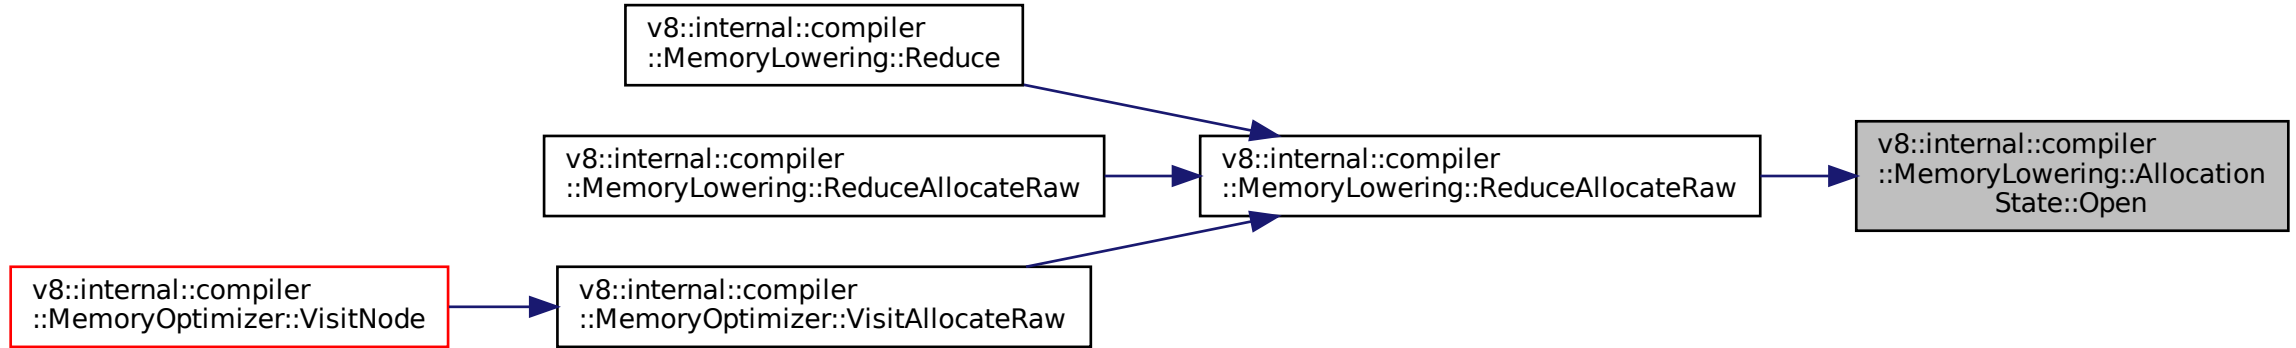 v8::internal::compiler
::MemoryLowering::Reduce
v8::internal::compiler
::MemoryLowering::ReduceAllocateRaw
v8::internal::compiler
::MemoryOptimizer::VisitNode
v8::internal::compiler
::MemoryOptimizer::VisitAllocateRaw
v8::internal::compiler
::MemoryLowering::ReduceAllocateRaw
v8::internal::compiler
::MemoryLowering::Allocation
State::Open